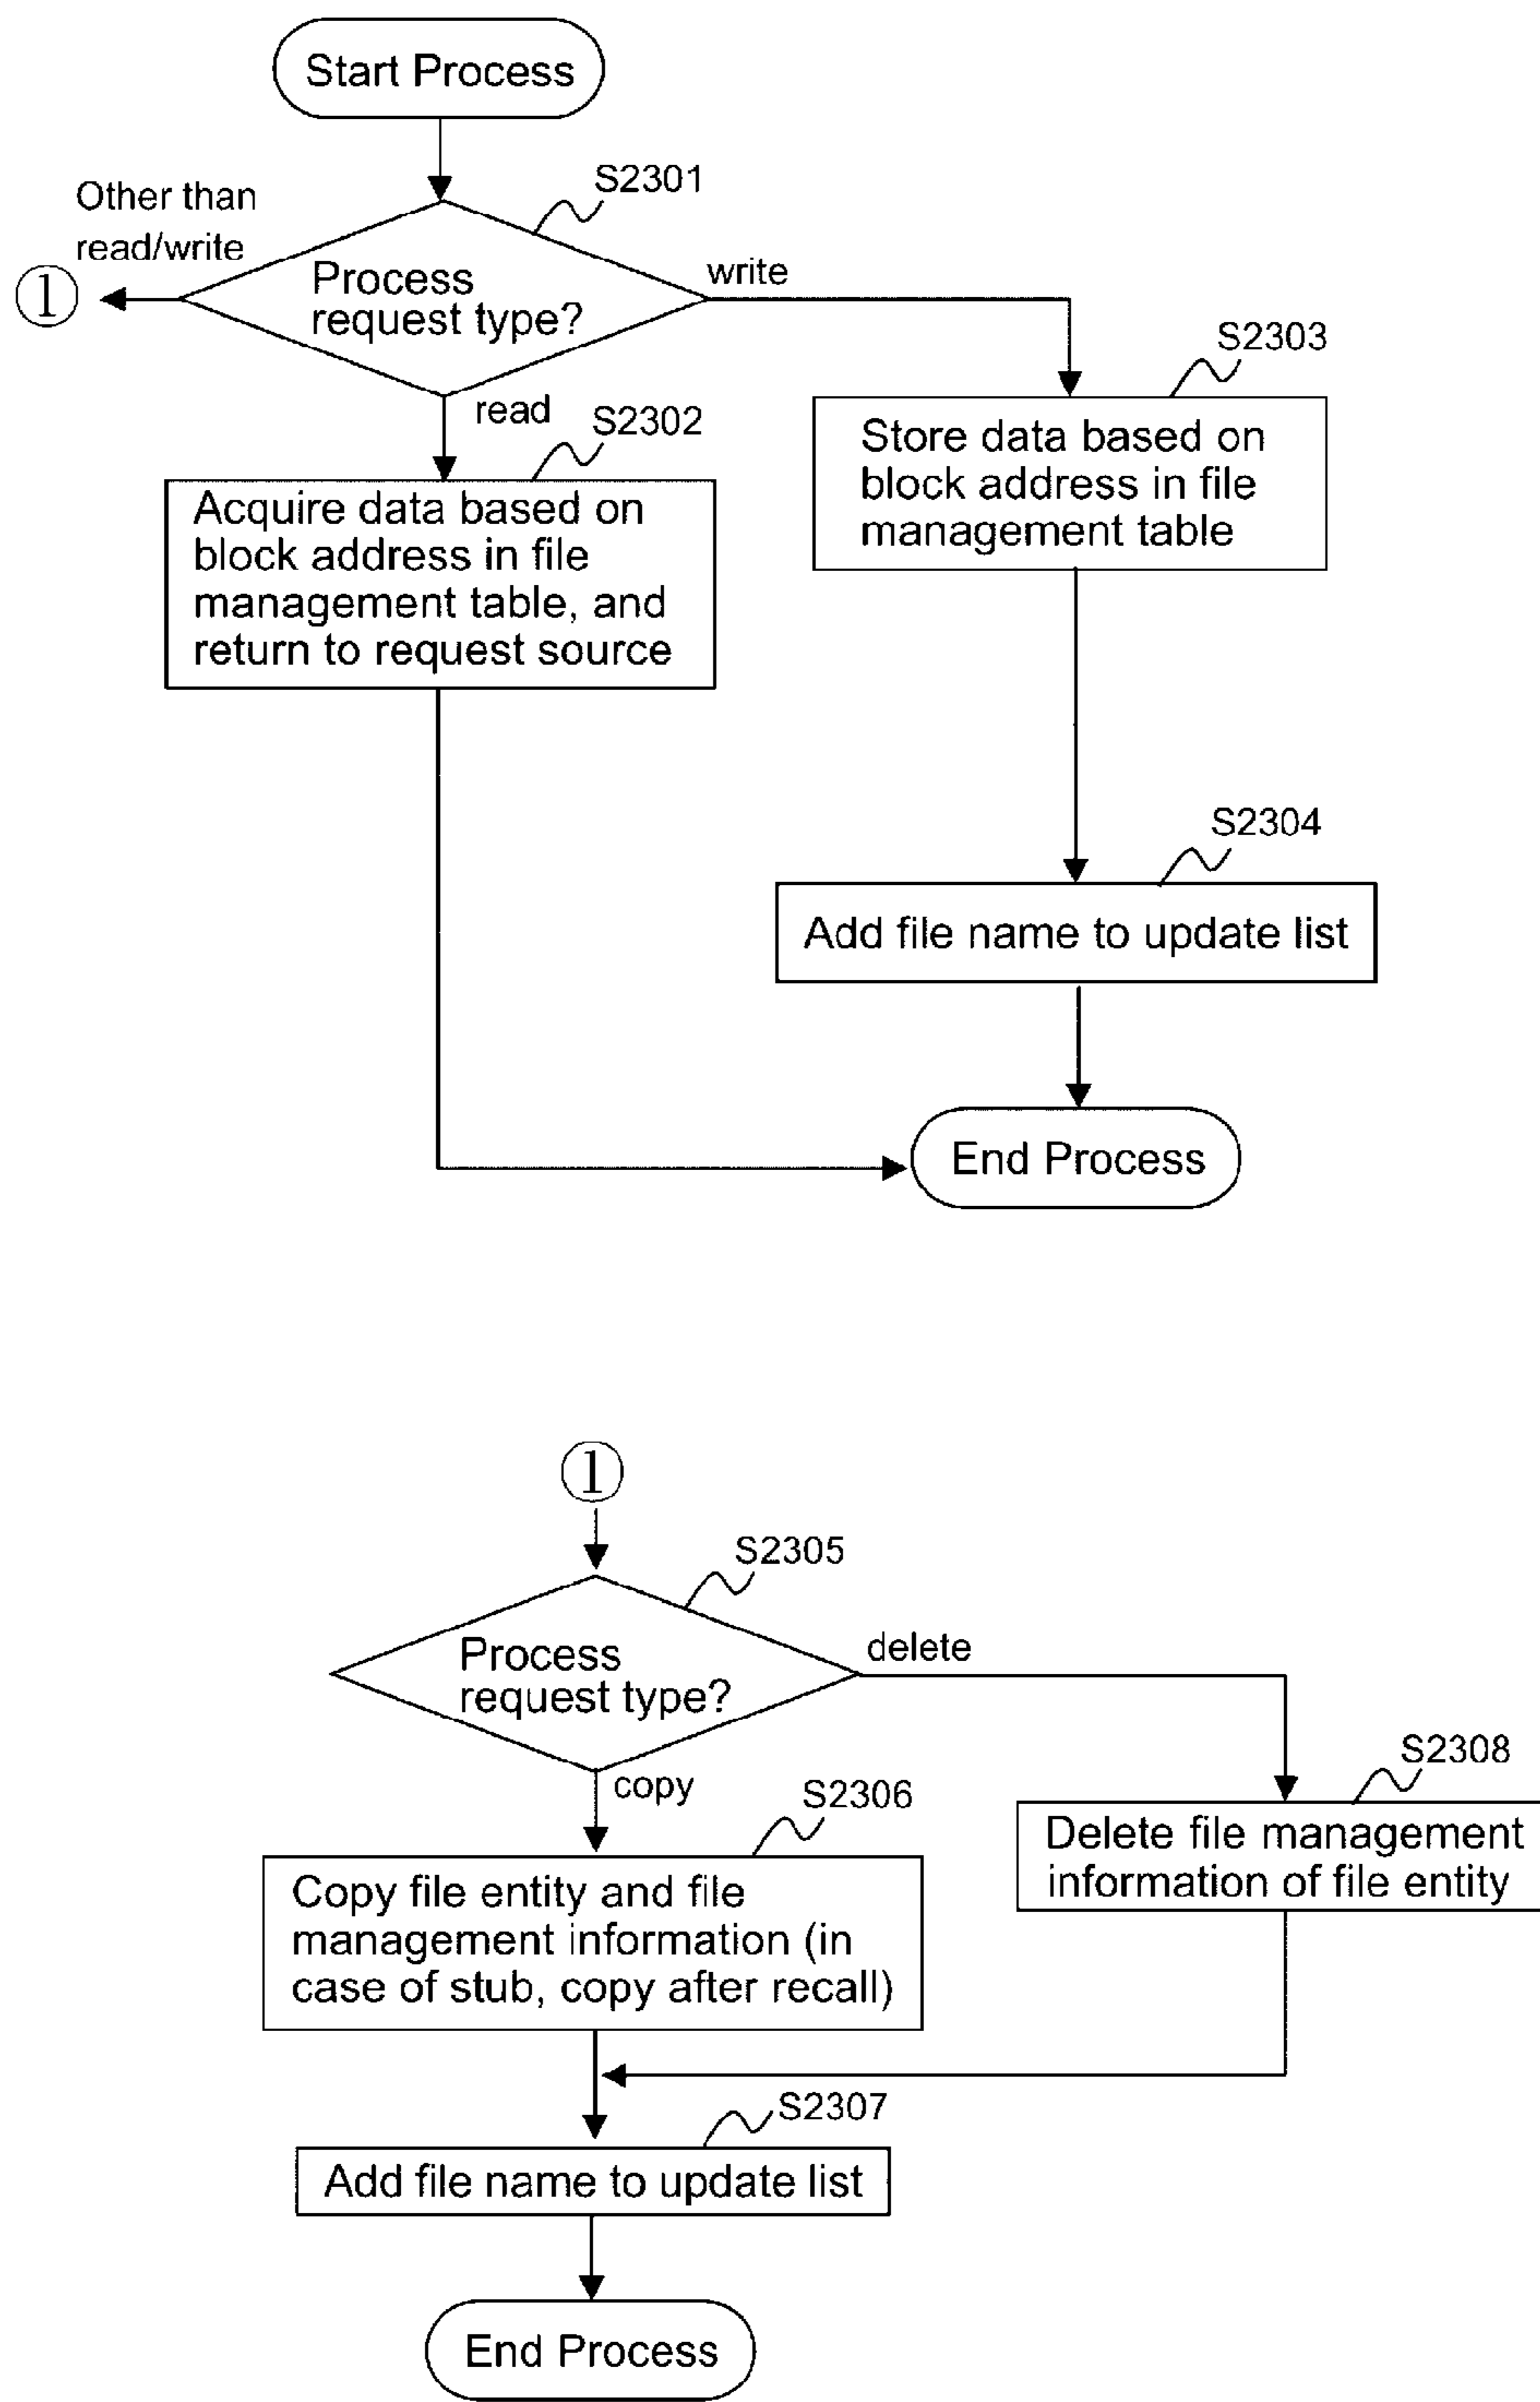 Start Process
S2301
Other than
read/write
①
Process
request type?
write
read
S2302
S2303
Store data based on
block address in file
management table
Acquire data based on
block address in file
management table, and
return to request source
S2304
Add file name to update list
End Process
①
S2305
Process
request type?
delete
copy
S2306
S2308
Delete file management
information of file entity
Copy file entity and file
management information (in
case of stub, copy after recall)
S2307
Add file name to update list
End Process